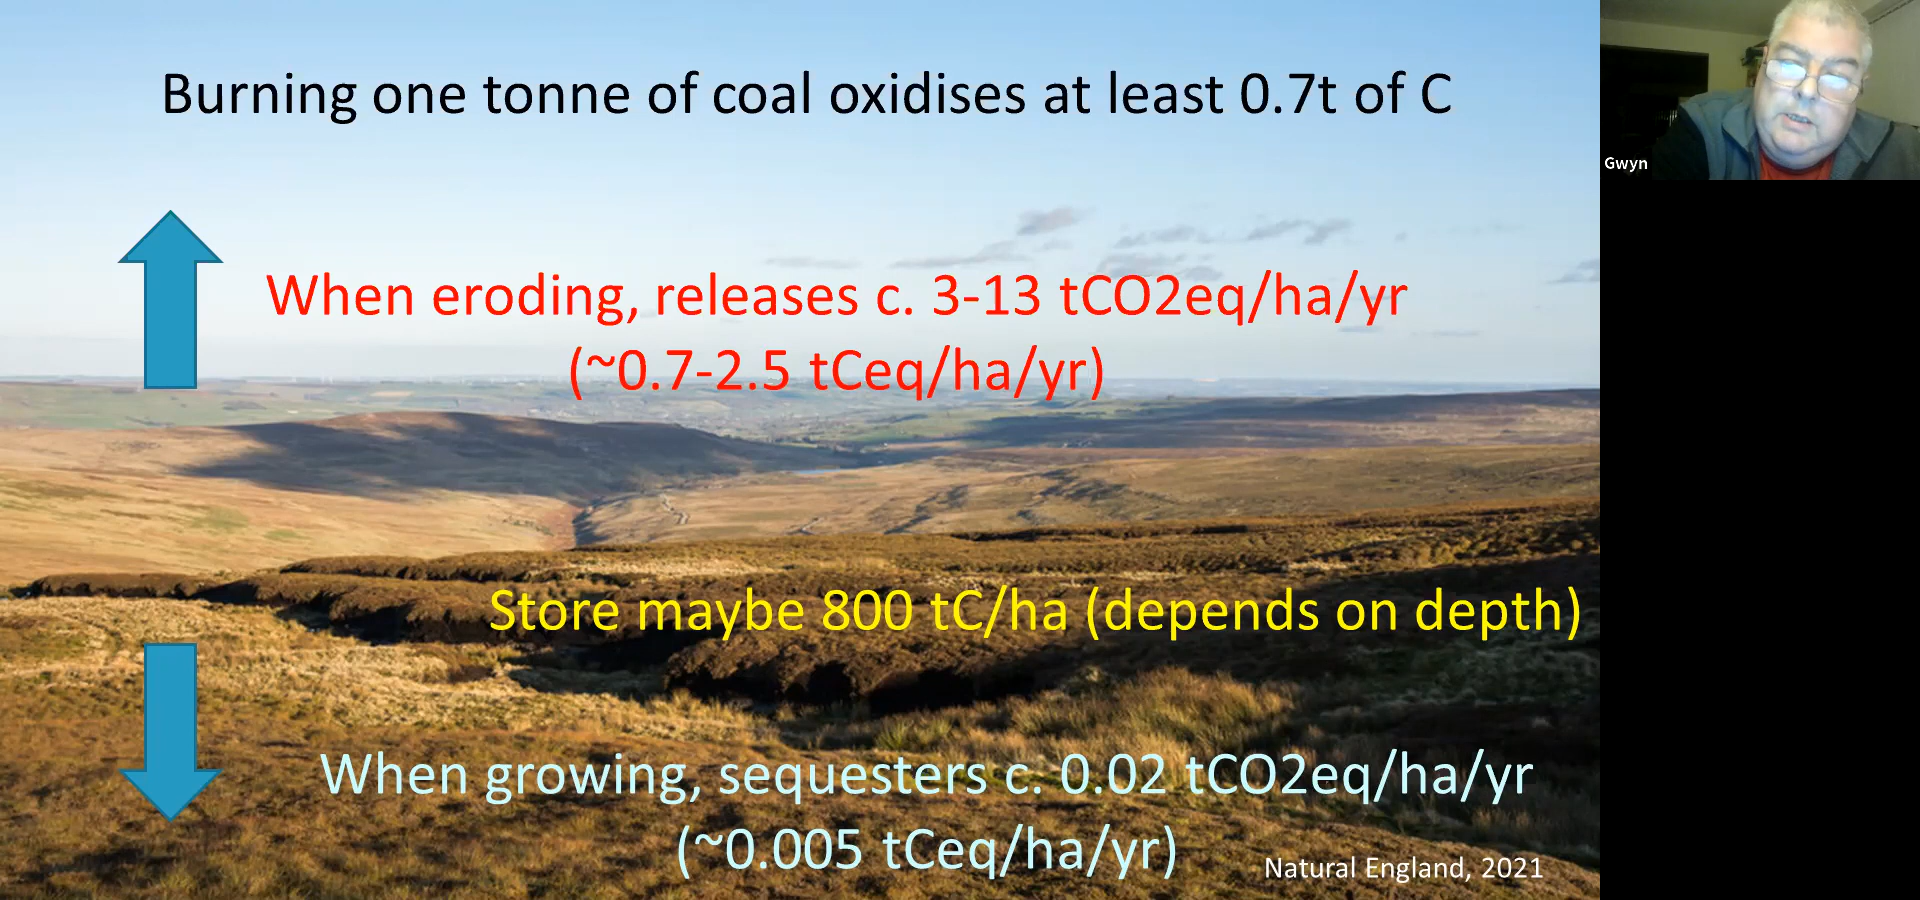 Burning one tonne of coal oxidises at least 0.7t of C
Gwyn
When eroding, releases c. 3-13 tCO2eq/ha/yr
(~0.7-2.5 tCeq/ha/yr)
Store maybe 800 tC/ha (depends on depth)
When growing, sequesters c. 0.02 tCO2eq/ha/yr
(~0.005 tCeq/ha/yr)
Natural England, 2021